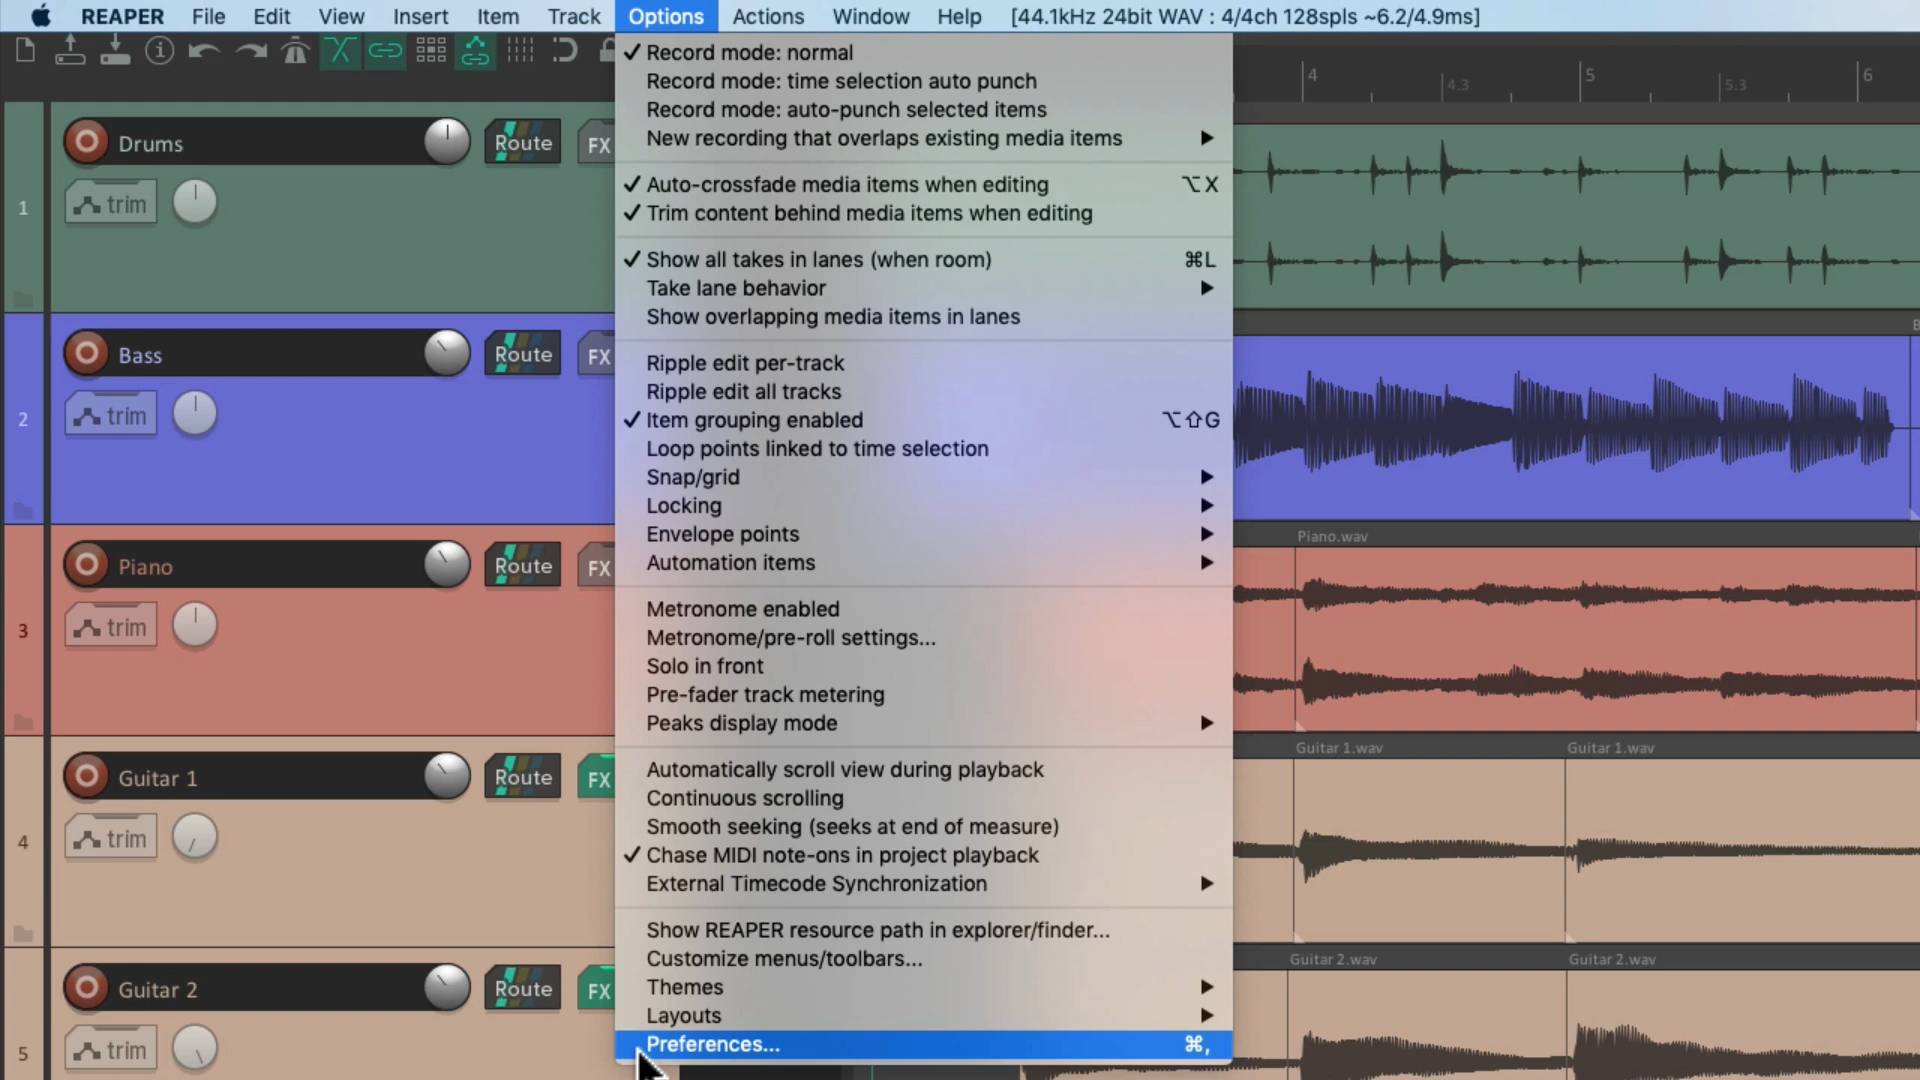 REAPER File Edit View Insert Item Track Options Actions Window Help [44.1kHz 24bit WAV : 4/4ch 128spls ~6.2/4.9ms]
4 4.3 5 5.3 6
✓ Record mode: normal
Record mode: time selection auto punch
Record mode: auto-punch selected items
New recording that overlaps existing media items
✓ Auto-crossfade media items when editing ⌥X
✓ Trim content behind media items when editing
✓ Show all takes in lanes (when room) ⌘L
Take lane behavior
Show overlapping media items in lanes
Ripple edit per-track
Ripple edit all tracks
✓ Item grouping enabled ⌥⇧G
Loop points linked to time selection
Snap/grid
Locking
Envelope points
Automation items
Metronome enabled
Metronome/pre-roll settings...
Solo in front
Pre-fader track metering
Peaks display mode
Automatically scroll view during playback
Continuous scrolling
Smooth seeking (seeks at end of measure)
✓ Chase MIDI note-ons in project playback
External Timecode Synchronization
Show REAPER resource path in explorer/finder...
Customize menus/toolbars...
Themes
Layouts
Preferences... ⌘,
1 Drums Route FX
trim
2 Bass Route FX
trim
3 Piano Route FX
trim
4 Guitar 1 Route FX
trim
5 Guitar 2 Route FX
trim
Piano.wav
Guitar 1.wav Guitar 1.wav
Guitar 2.wav Guitar 2.wav